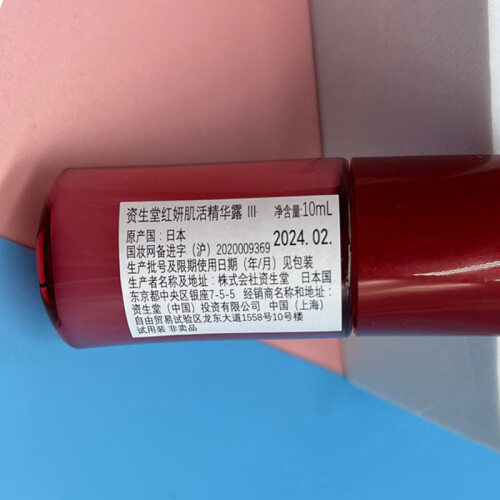 资生堂红妍肌活精华露 III 净含量:10mL
原产国：日本
国妆网备进字（沪）2020009369 2024.02.
生产批号及限期使用日期（年/月）见包装
生产者名称及地址：株式会社资生堂 日本国
东京都中央区银座7-5-5 经销商名称和地址：
资生堂（中国）投资有限公司 中国（上海）
自由贸易试验区龙东大道1558号10号楼
试用装 非卖品